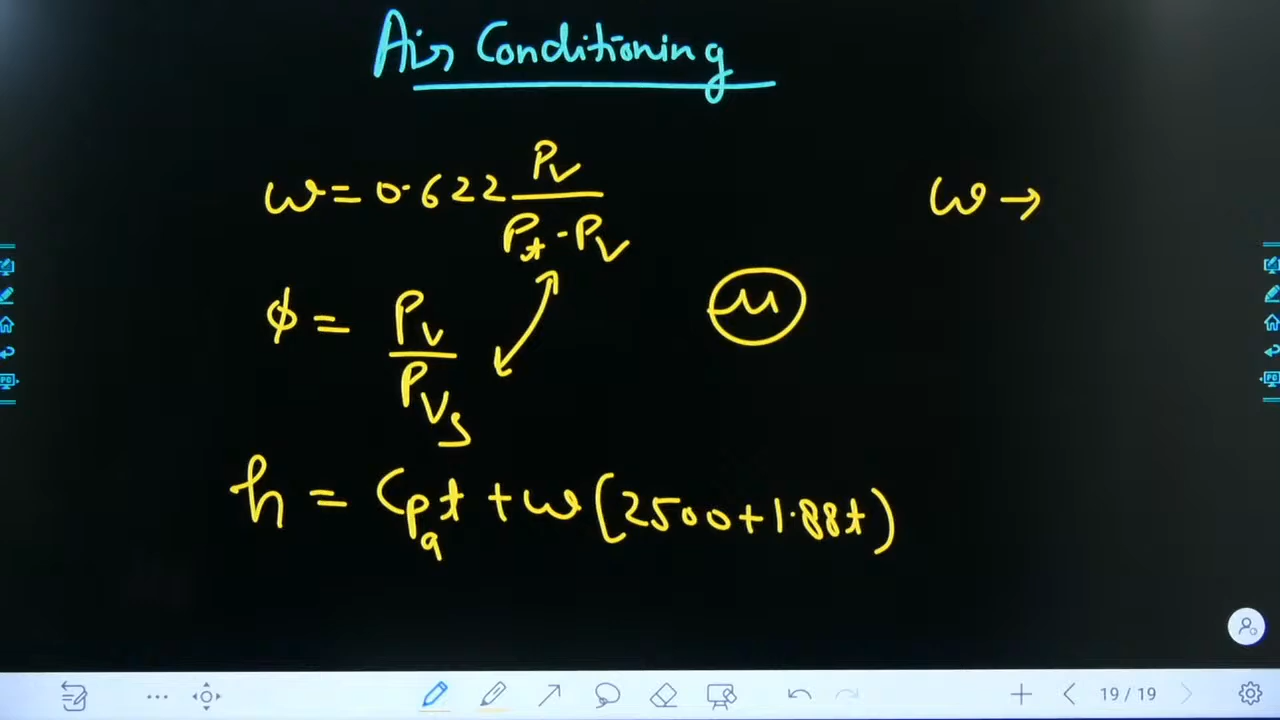 Air Conditioning
ω = 0.622 Pv / (Pt - Pv)
ω →
φ = Pv / Pvs
μ
h = Cpa t + ω (2500 + 1.88t)
19 / 19